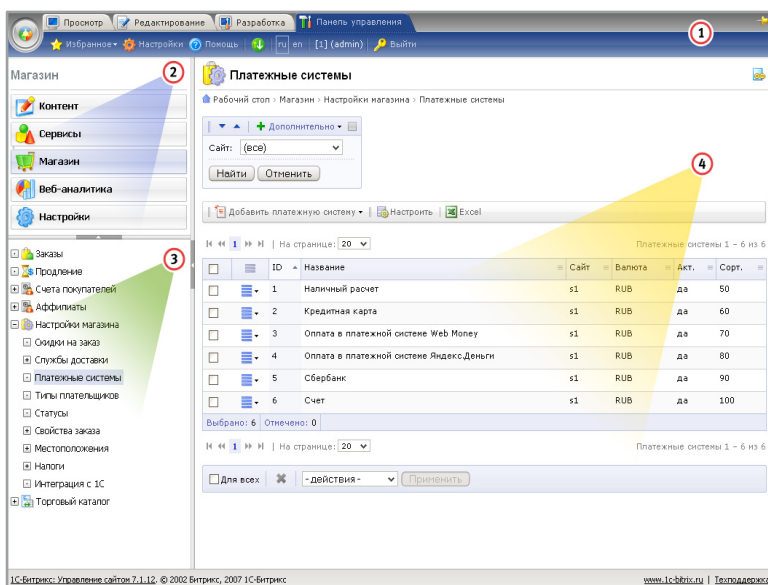 Просмотр Редактирование Разработка Панель управления
Избранное Настройки Помощь ru en [1] (admin) Выйти
1
Магазин
2
Контент
Сервисы
Магазин
Веб-аналитика
Настройки
3
Заказы
Продление
Счета покупателей
Аффилиаты
Настройки магазина
Скидки на заказ
Службы доставки
Платежные системы
Типы плательщиков
Статусы
Свойства заказа
Местоположения
Налоги
Интеграция с 1С
Торговый каталог
Платежные системы
Рабочий стол › Магазин › Настройки магазина › Платежные системы
Дополнительно
Сайт: (все)
Найти Отменить
4
Добавить платежную систему Настроить Excel
1 На странице: 20 Платежные системы 1 - 6 из 6
ID Название Сайт Валюта Акт. Сорт.
1 Наличный расчет s1 RUB да 50
2 Кредитная карта s1 RUB да 60
3 Оплата в платежной системе Web Money s1 RUB да 70
4 Оплата в платежной системе Яндекс.Деньги s1 RUB да 80
5 Сбербанк s1 RUB да 90
6 Счет s1 RUB да 100
Выбрано: 6 Отмечено: 0
1 На странице: 20 Платежные системы 1 - 6 из 6
Для всех - действия - Применить
1С-Битрикс: Управление сайтом 7.1.12. © 2002 Битрикс, 2007 1С-Битрикс www.1c-bitrix.ru | Техподдержка